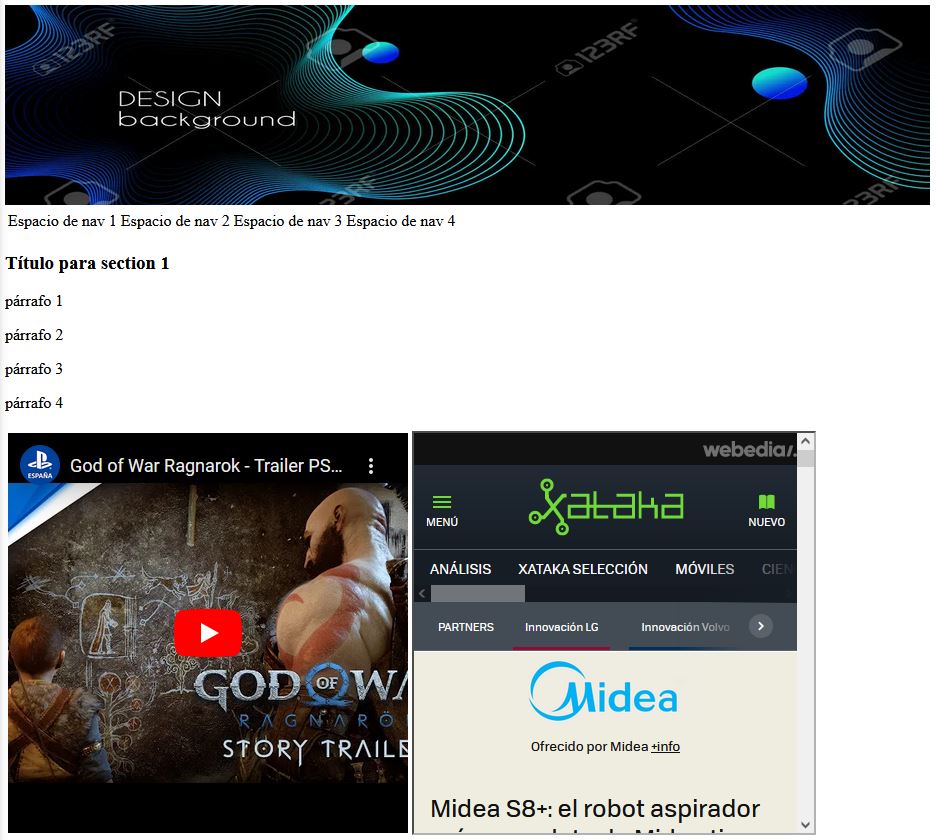 123RF
123RF
DESIGN
background
123RF
123RF
Espacio de nav 1 Espacio de nav 2 Espacio de nav 3 Espacio de nav 4
Título para section 1
párrafo 1
párrafo 2
párrafo 3
párrafo 4
ESPAÑA
God of War Ragnarok - Trailer PS...
GOD OF WA
RAGNARÖ
STORY TRAILE
webedia/.
xataka
MENÚ
NUEVO
ANÁLISIS XATAKA SELECCIÓN MÓVILES CIEN
PARTNERS Innovación LG Innovación Volvo
Midea
Ofrecido por Midea +info
Midea S8+: el robot aspirador